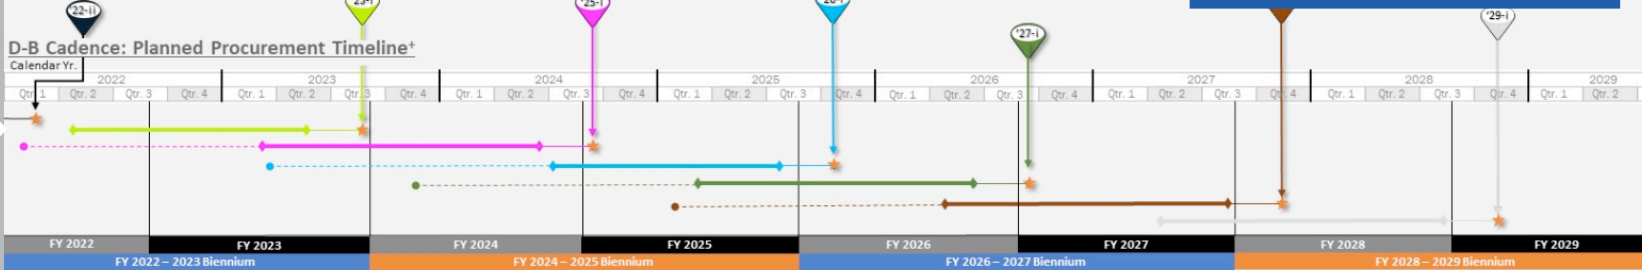 '22-ii
'25-i
'27-i
'29-i
D-B Cadence: Planned Procurement Timeline+
Calendar Yr.
2022 2023 2024 2025 2026 2027 2028 2029
Qtr. 1 Qtr. 2 Qtr. 3 Qtr. 4 Qtr. 1 Qtr. 2 Qtr. 3 Qtr. 4 Qtr. 1 Qtr. 2 Qtr. 3 Qtr. 4 Qtr. 1 Qtr. 2 Qtr. 3 Qtr. 4 Qtr. 1 Qtr. 2 Qtr. 3 Qtr. 4 Qtr. 1 Qtr. 2 Qtr. 3 Qtr. 4 Qtr. 1 Qtr. 2 Qtr. 3 Qtr. 4 Qtr. 1 Qtr. 2
FY 2022 FY 2023 FY 2024 FY 2025 FY 2026 FY 2027 FY 2028 FY 2029
FY 2022 – 2023 Biennium FY 2024 – 2025 Biennium FY 2026 – 2027 Biennium FY 2028 – 2029 Biennium